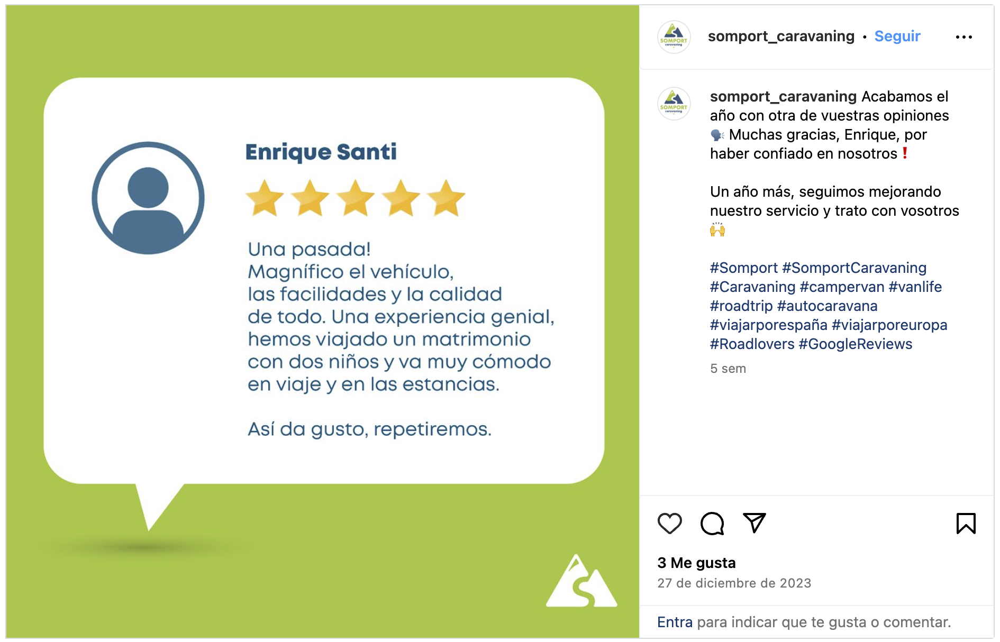 Enrique Santi
Una pasada!
Magnífico el vehículo,
las facilidades y la calidad
de todo. Una experiencia genial,
hemos viajado un matrimonio
con dos niños y va muy cómodo
en viaje y en las estancias.
Así da gusto, repetiremos.
SOMPORT
caravaning
somport_caravaning • Seguir
SOMPORT
caravaning
somport_caravaning Acabamos el
año con otra de vuestras opiniones
🗣️ Muchas gracias, Enrique, por
haber confiado en nosotros ❗
Un año más, seguimos mejorando
nuestro servicio y trato con vosotros
🙌
#Somport #SomportCaravaning
#Caravaning #campervan #vanlife
#roadtrip #autocaravana
#viajarporespaña #viajarporeuropa
#Roadlovers #GoogleReviews
5 sem
3 Me gusta
27 de diciembre de 2023
Entra para indicar que te gusta o comentar.